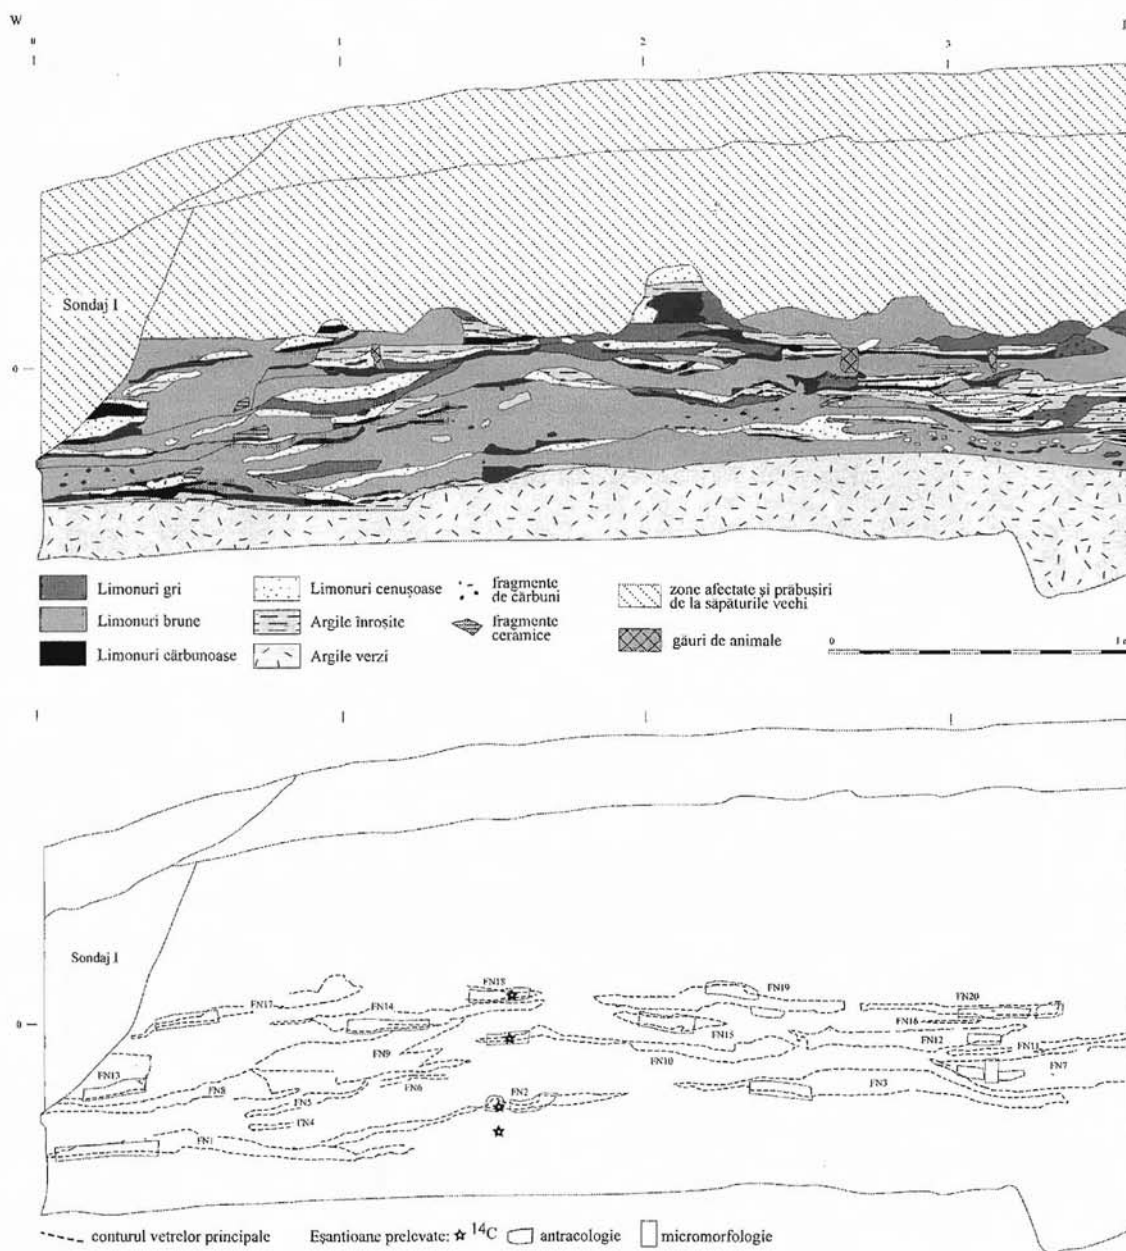 W
0 1 2 3
Sondaj I
0
Limonuri gri
Limonuri brune
Limonuri cărbunoase
Limonuri cenușoase
Argile înroșite
Argile verzi
fragmente
de cărbuni
fragmente
ceramice
zone afectate și prăbușiri
de la săpăturile vechi
găuri de animale
0 1
Sondaj I
0
FN17
FN14
FN18
FN19
FN20
FN16
FN15
FN12
FN11
FN9
FN10
FN7
FN13
FN8
FN6
FN5
FN2
FN3
FN4
FN1
conturul vetrelor principale
Eșantioane prelevate: ☆ 14C
antracologie
micromorfologie